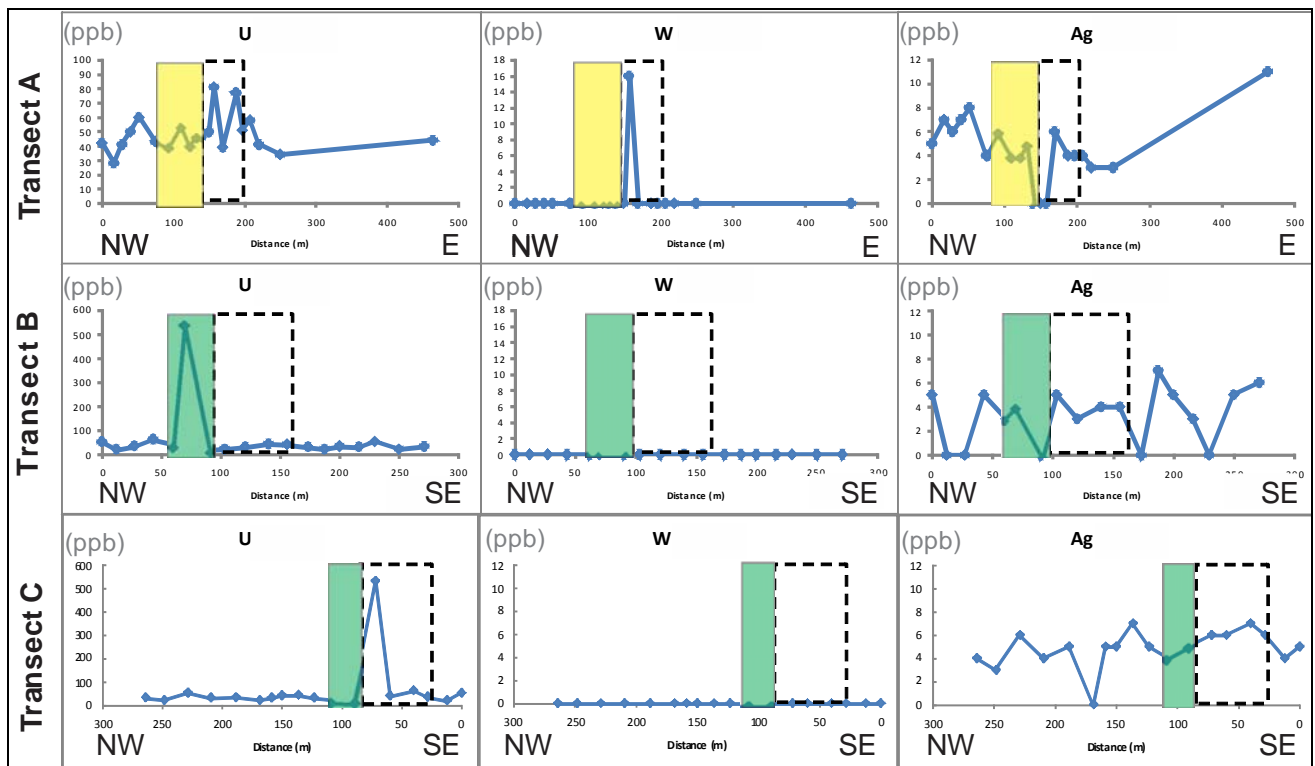 Transect A
(ppb)
U
100
90
80
70
60
50
40
30
20
10
0
0 100 200 300 400 500
NW Distance (m) E
(ppb)
W
18
16
14
12
10
8
6
4
2
0
0 100 200 300 400 500
NW Distance (m) E
(ppb)
Ag
12
10
8
6
4
2
0
0 100 200 300 400 500
NW Distance (m) E
Transect B
(ppb)
U
600
500
400
300
200
100
0
0 50 100 150 200 250 300
NW Distance (m) SE
(ppb)
W
18
16
14
12
10
8
6
4
2
0
0 50 100 150 200 250 300
NW Distance (m) SE
(ppb)
Ag
12
10
8
6
4
2
0
0 50 100 150 200 250
NW Distance (m) SE
Transect C
(ppb)
U
600
500
400
300
200
100
0
300 250 200 150 100 50 0
NW Distance (m) SE
(ppb)
W
12
10
8
6
4
2
0
300 250 200 150 100 50 0
NW Distance (m) SE
(ppb)
Ag
12
10
8
6
4
2
0
300 250 200 150 100 50 0
NW Distance (m) SE